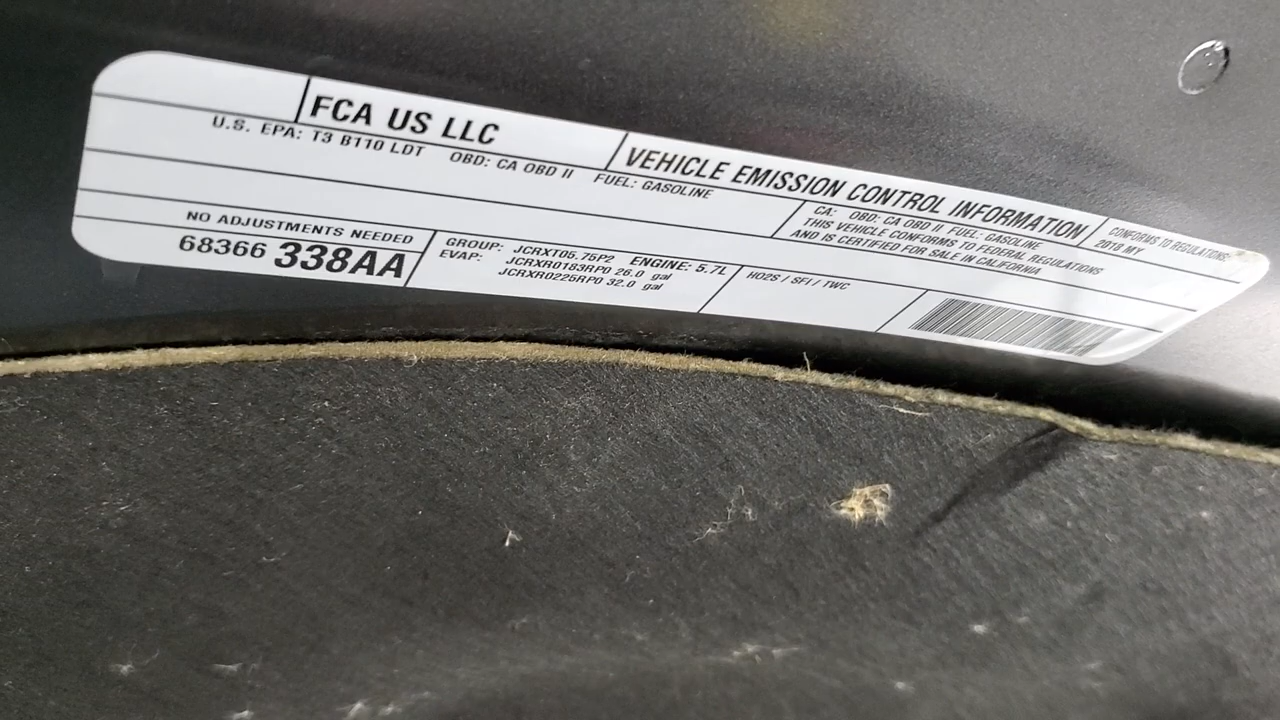 FCA US LLC
VEHICLE EMISSION CONTROL INFORMATION
CONFORMS TO REGULATIONS:
2018 MY
U.S. EPA: T3 B110 LDT OBD: CA OBD II FUEL: GASOLINE
CA: OBD: CA OBD II FUEL: GASOLINE
THIS VEHICLE CONFORMS TO FEDERAL REGULATIONS
AND IS CERTIFIED FOR SALE IN CALIFORNIA
NO ADJUSTMENTS NEEDED
68366 338AA
GROUP: JCRXT05.75P2 ENGINE: 5.7L
EVAP: JCRXR0183RP0 26.0 gal
JCRXR0225RP0 32.0 gal
HO2S / SFI / TWC